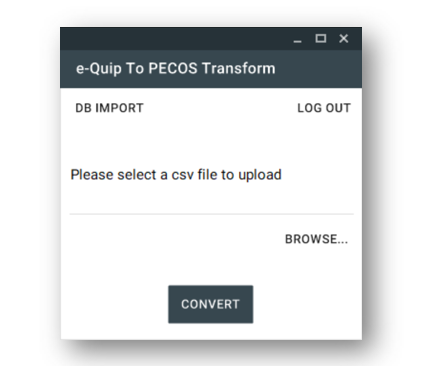 e-Quip To PECOS Transform
DB IMPORT LOG OUT
Please select a csv file to upload
BROWSE...
CONVERT